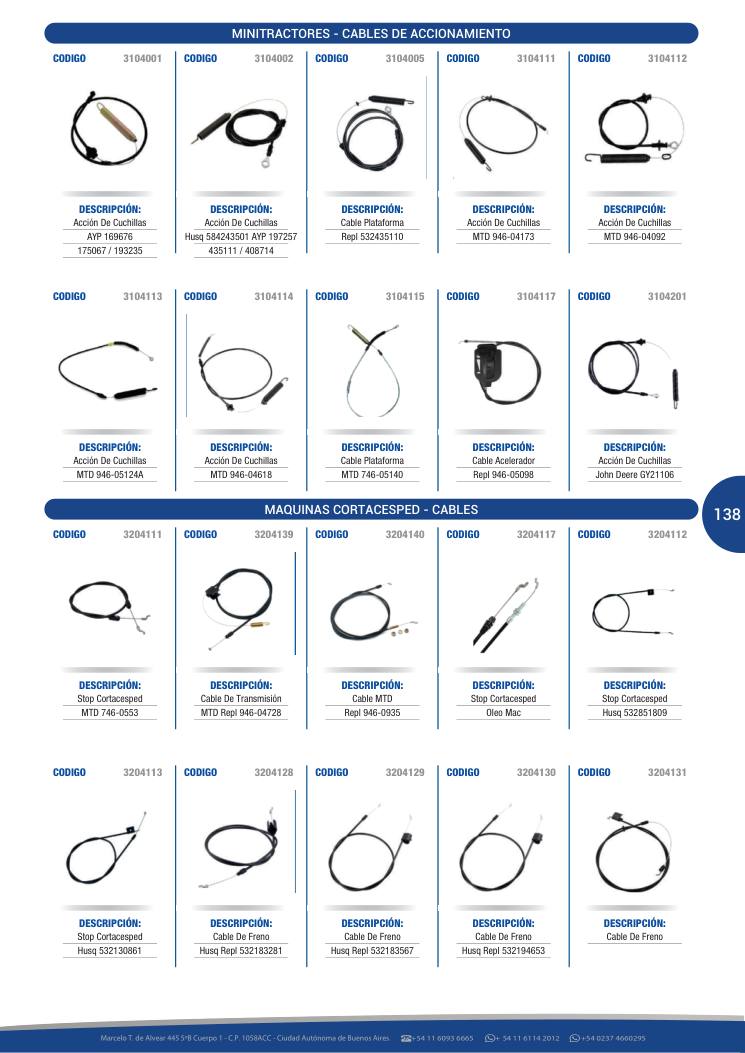 MINITRACTORES - CABLES DE ACCIONAMIENTO
CODIGO 3104001
DESCRIPCIÓN:
Acción De Cuchillas
AYP 169676
175067 / 193235
CODIGO 3104002
DESCRIPCIÓN:
Acción De Cuchillas
Husq 584243501 AYP 197257
435111 / 408714
CODIGO 3104005
DESCRIPCIÓN:
Cable Plataforma
Repl 532435110
CODIGO 3104111
DESCRIPCIÓN:
Acción De Cuchillas
MTD 946-04173
CODIGO 3104112
DESCRIPCIÓN:
Acción De Cuchillas
MTD 946-04092
CODIGO 3104113
DESCRIPCIÓN:
Acción De Cuchillas
MTD 946-05124A
CODIGO 3104114
DESCRIPCIÓN:
Acción De Cuchillas
MTD 946-04618
CODIGO 3104115
DESCRIPCIÓN:
Cable Plataforma
MTD 746-05140
CODIGO 3104117
DESCRIPCIÓN:
Cable Acelerador
Repl 946-05098
CODIGO 3104201
DESCRIPCIÓN:
Acción De Cuchillas
John Deere GY21106
MAQUINAS CORTACESPED - CABLES
138
CODIGO 3204111
DESCRIPCIÓN:
Stop Cortacesped
MTD 746-0553
CODIGO 3204139
DESCRIPCIÓN:
Cable De Transmisión
MTD Repl 946-04728
CODIGO 3204140
DESCRIPCIÓN:
Cable MTD
Repl 946-0935
CODIGO 3204117
DESCRIPCIÓN:
Stop Cortacesped
Oleo Mac
CODIGO 3204112
DESCRIPCIÓN:
Stop Cortacesped
Husq 532851809
CODIGO 3204113
DESCRIPCIÓN:
Stop Cortacesped
Husq 532130861
CODIGO 3204128
DESCRIPCIÓN:
Cable De Freno
Husq Repl 532183281
CODIGO 3204129
DESCRIPCIÓN:
Cable De Freno
Husq Repl 532183567
CODIGO 3204130
DESCRIPCIÓN:
Cable De Freno
Husq Repl 532194653
CODIGO 3204131
DESCRIPCIÓN:
Cable De Freno
Marcelo T. de Alvear 445 5ºB Cuerpo 1 - C.P. 1058ACC - Ciudad Autónoma de Buenos Aires. +54 11 6093 6665 + 54 11 6114 2012 +54 0237 4660295